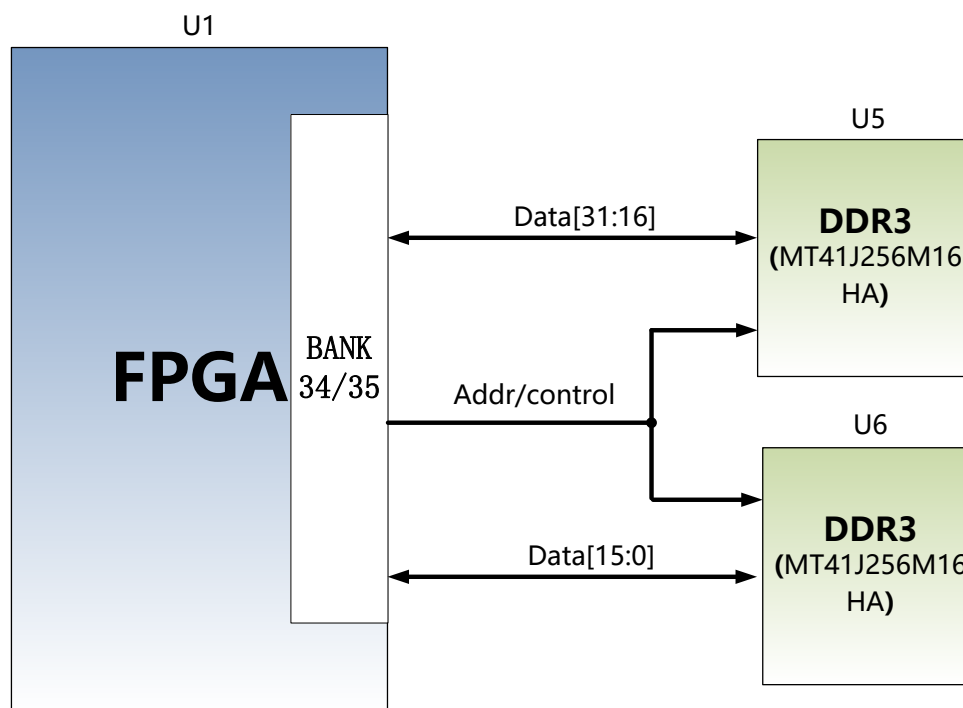 U1
FPGA
BANK
34/35
Data[31:16]
Addr/control
Data[15:0]
U5
DDR3
(MT41J256M16
HA)
U6
DDR3
(MT41J256M16
HA)